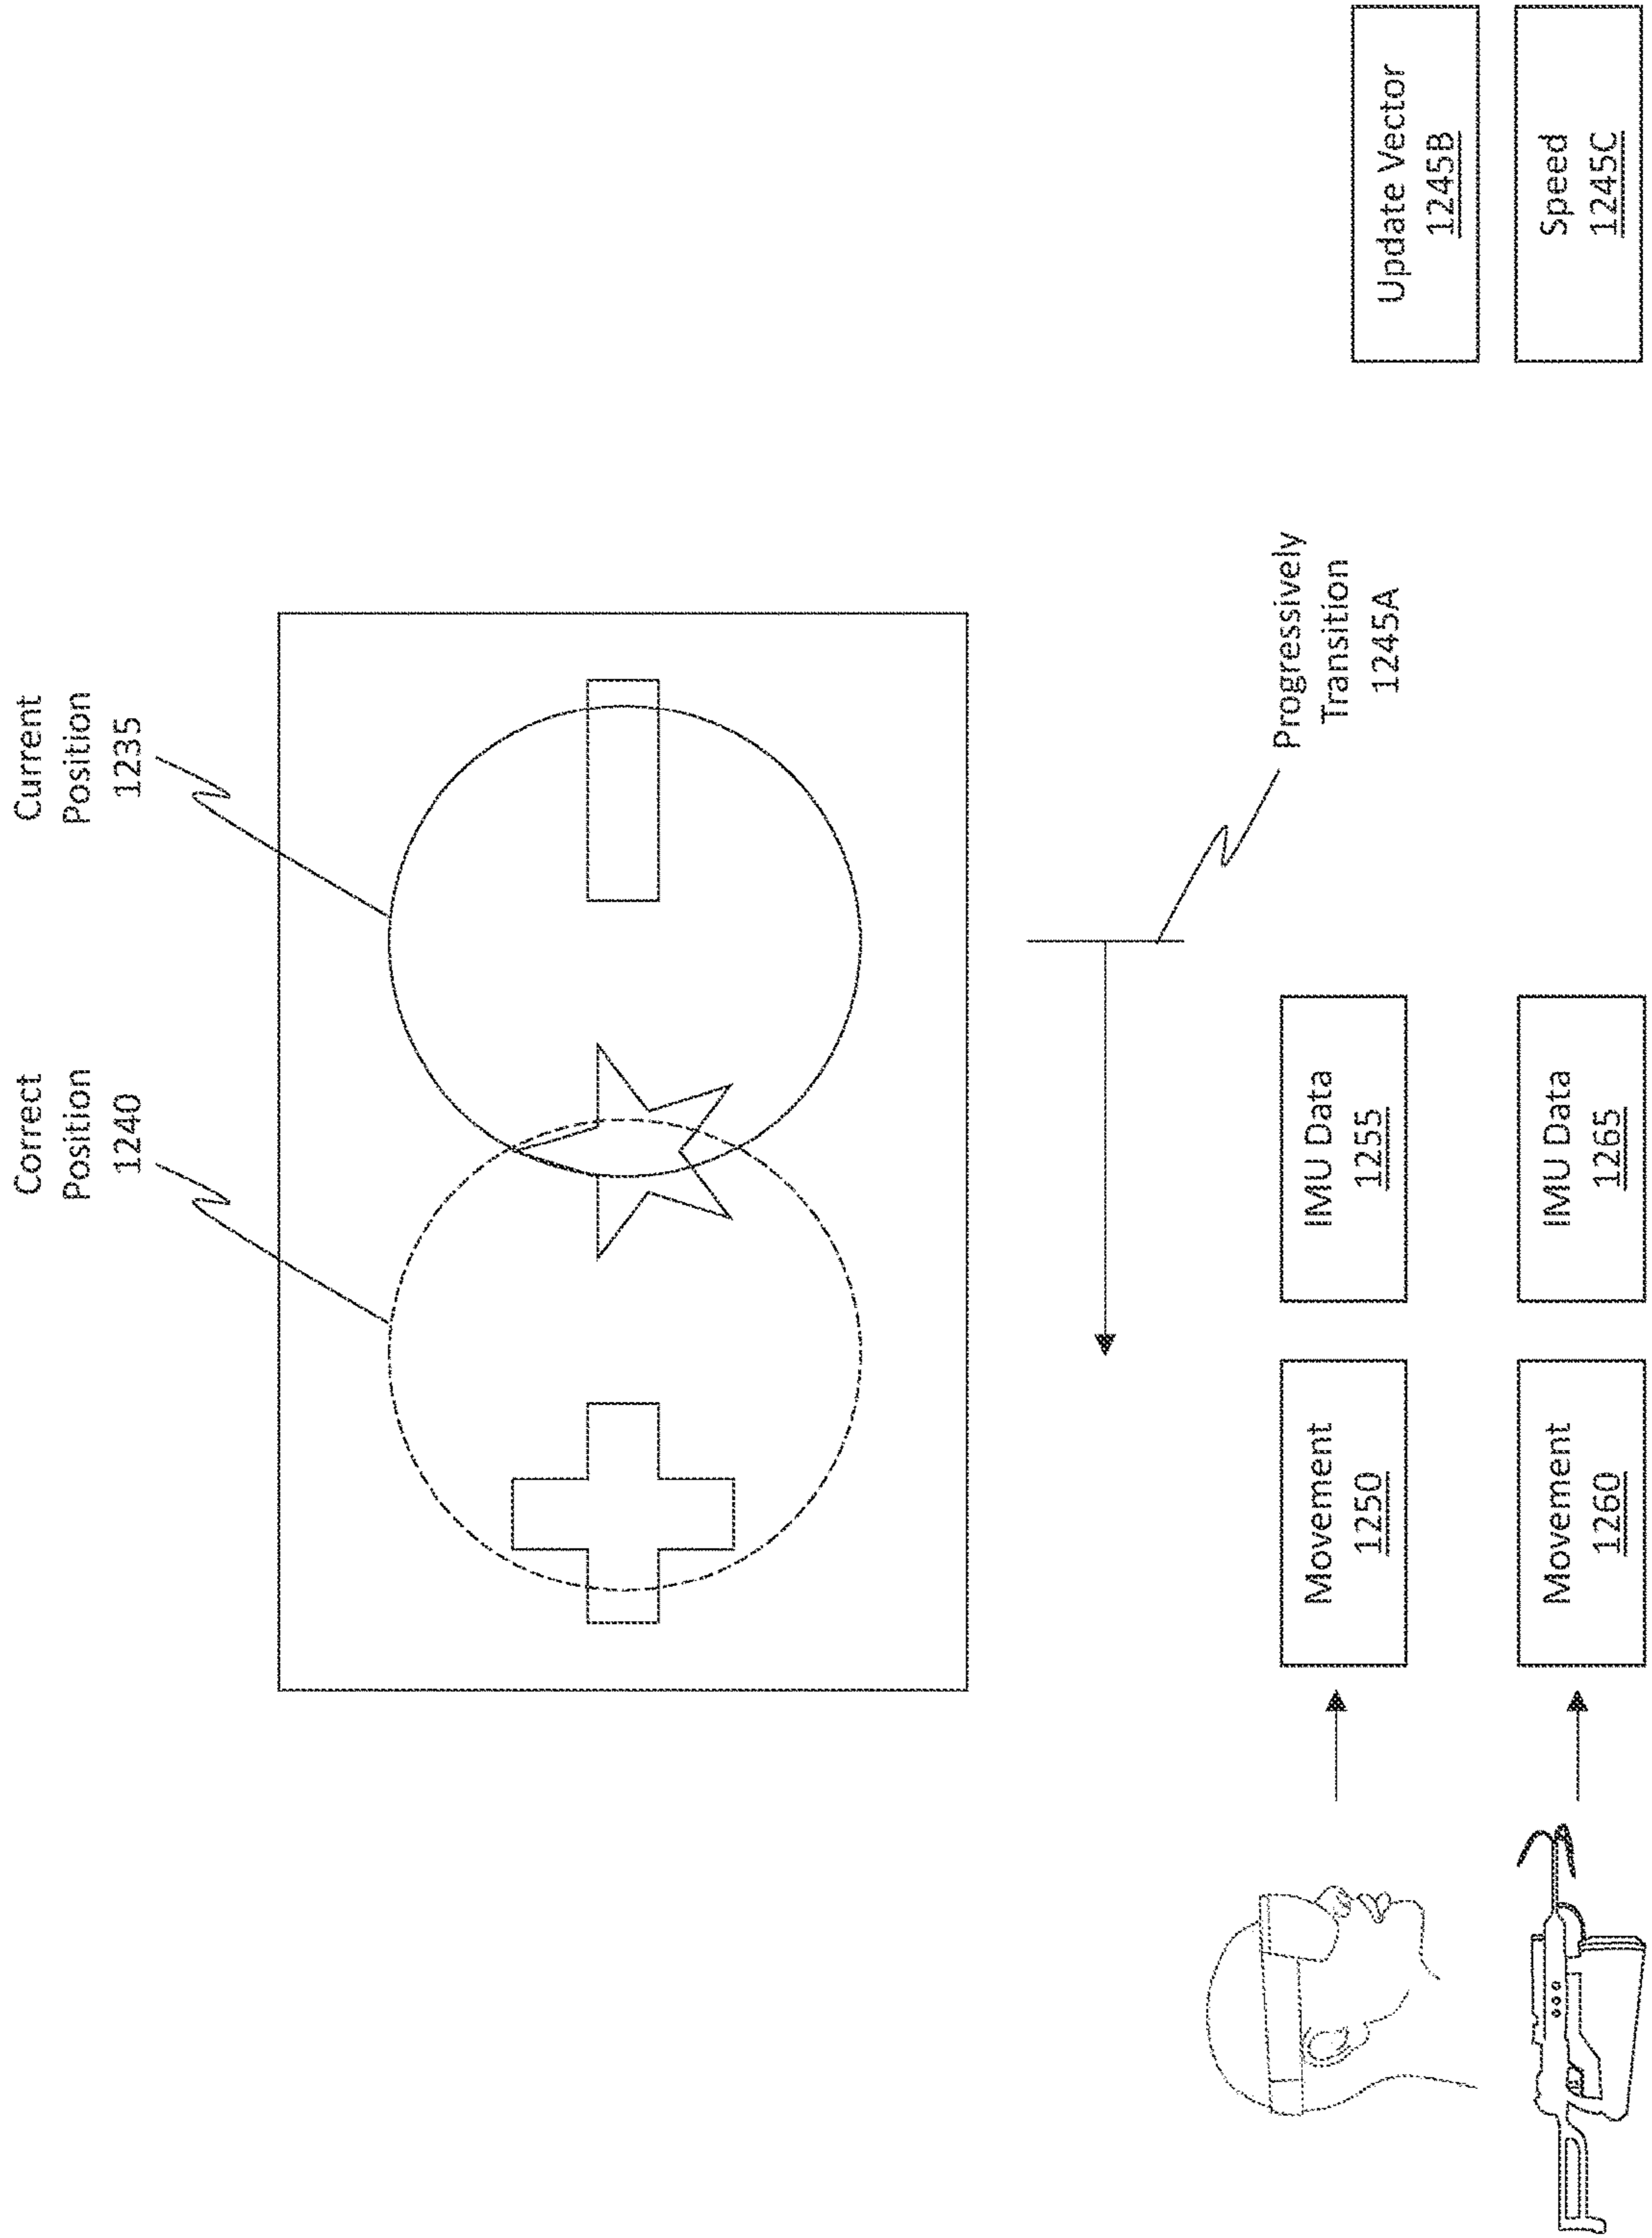 Correct
Position
1240
Current
Position
1235
Progressively
Transition
1245A
Movement
1250
IMU Data
1255
Update Vector
1245B
Movement
1260
IMU Data
1265
Speed
1245C